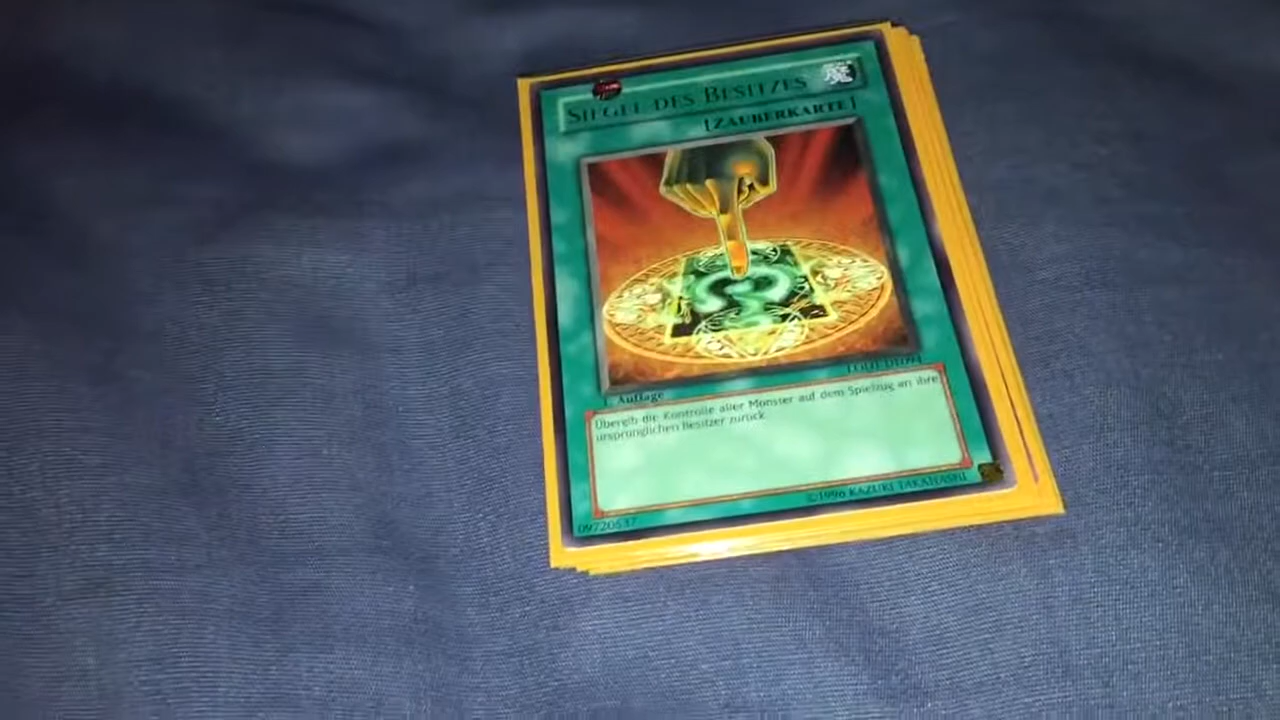 SIEGEL DES BESITZES
[ZAUBERKARTE]
1. Auflage
Übergib die Kontrolle aller Monster auf dem Spielzug an ihre
ursprünglichen Besitzer zurück.
©1996 KAZUKI TAKAHASHI
09720537